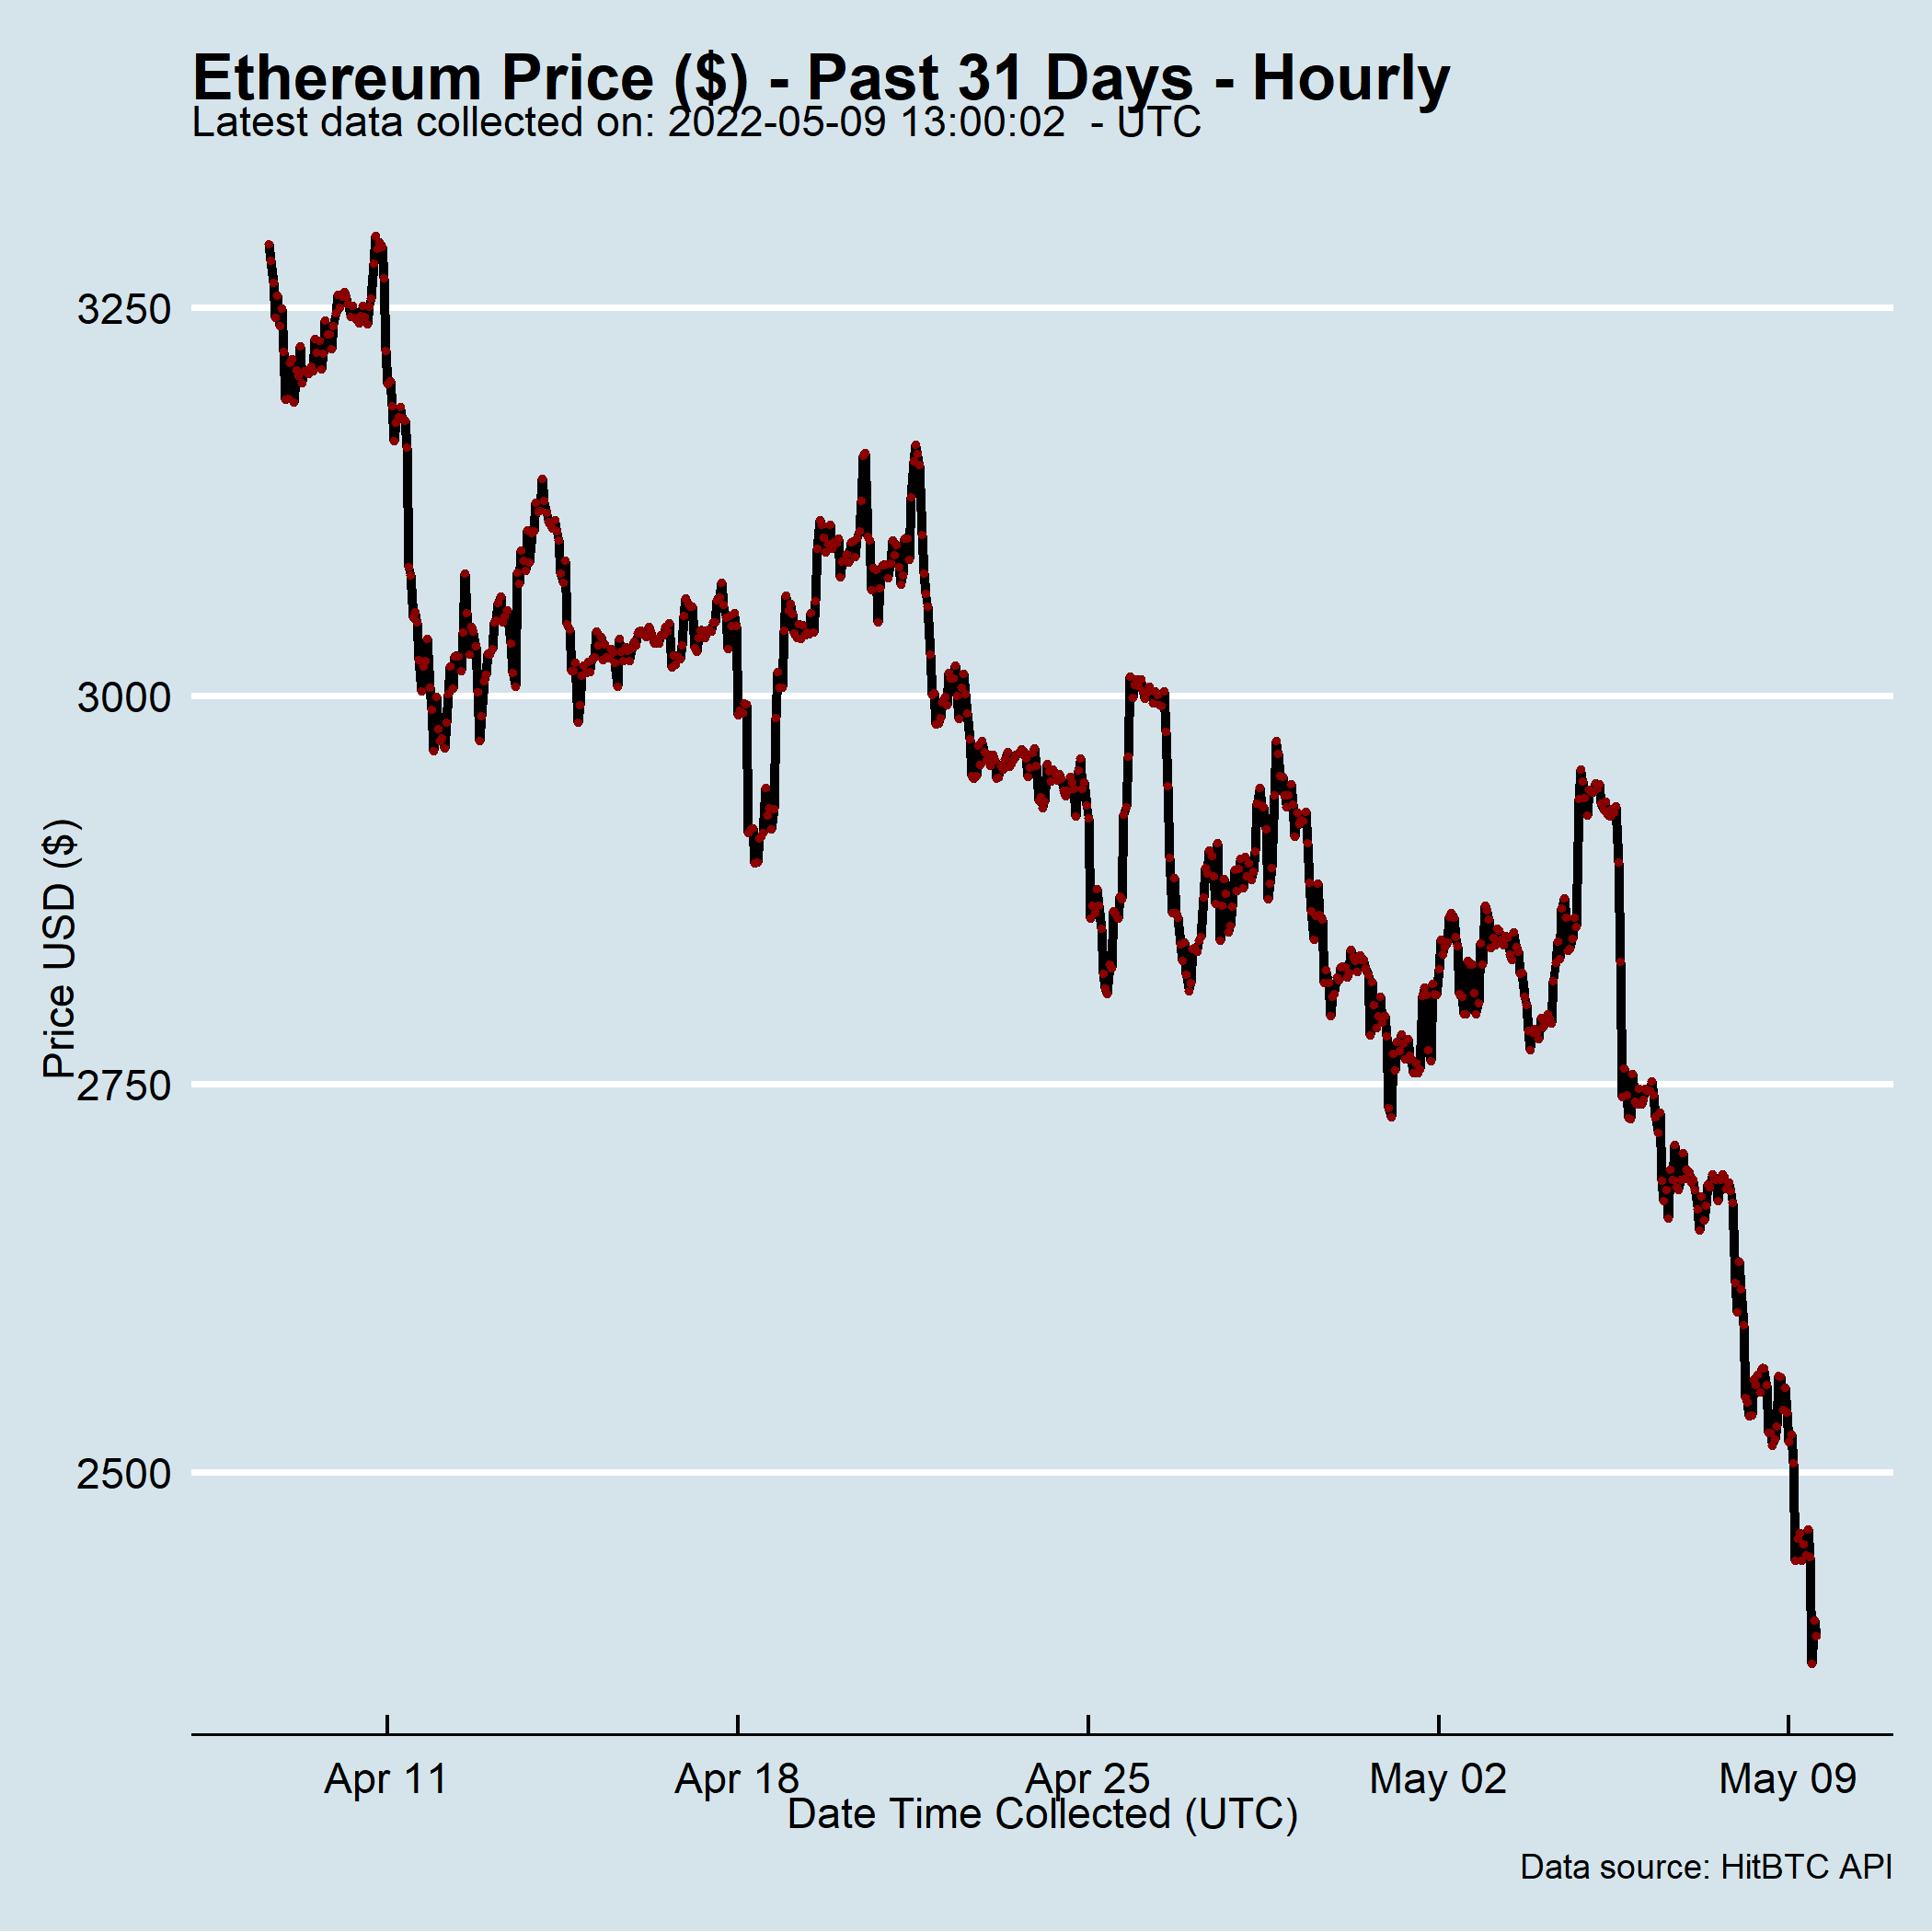 Ethereum Price ($) - Past 31 Days - Hourly
Latest data collected on: 2022-05-09 13:00:02  - UTC
Price USD ($)
3250
3000
2750
2500
Apr 11
Apr 18
Apr 25
May 02
May 09
Date Time Collected (UTC)
Data source: HitBTC API